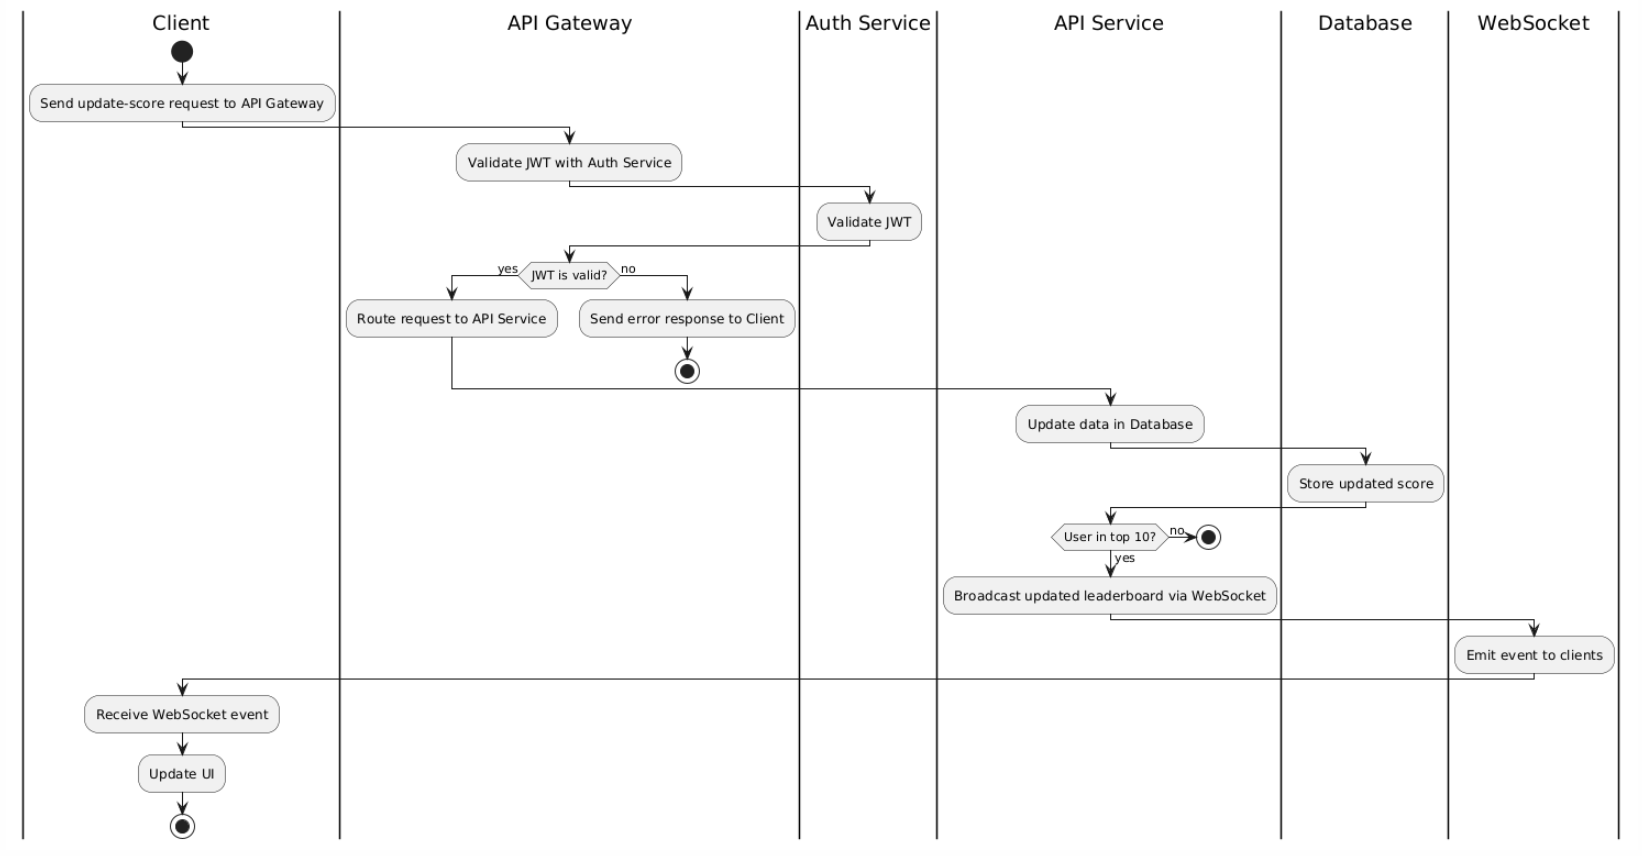 Client
API Gateway
Auth Service
API Service
Database
WebSocket
Send update-score request to API Gateway
Validate JWT with Auth Service
Validate JWT
yes
JWT is valid?
no
Route request to API Service
Send error response to Client
Update data in Database
Store updated score
User in top 10?
no
yes
Broadcast updated leaderboard via WebSocket
Emit event to clients
Receive WebSocket event
Update UI